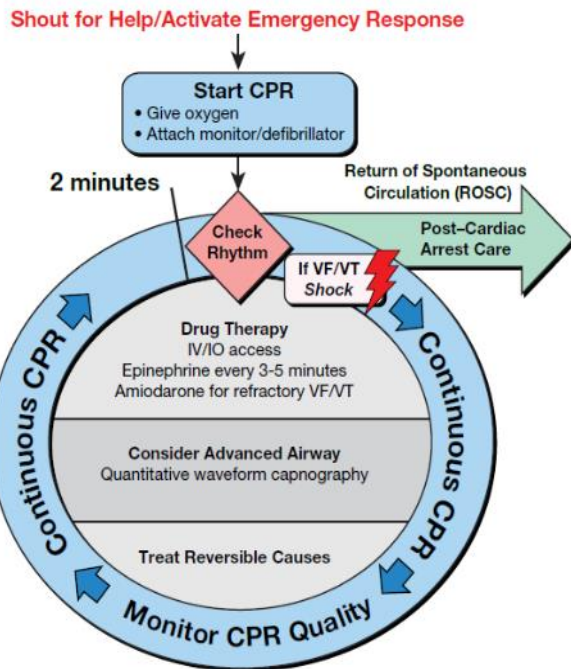 Shout for Help/Activate Emergency Response
Start CPR
• Give oxygen
• Attach monitor/defibrillator
2 minutes
Return of Spontaneous
Circulation (ROSC)
Check
Rhythm
Post–Cardiac
Arrest Care
If VF/VT
Shock
Drug Therapy
IV/IO access
Epinephrine every 3-5 minutes
Amiodarone for refractory VF/VT
Consider Advanced Airway
Quantitative waveform capnography
Treat Reversible Causes
Continuous CPR
Continuous CPR
Monitor CPR Quality